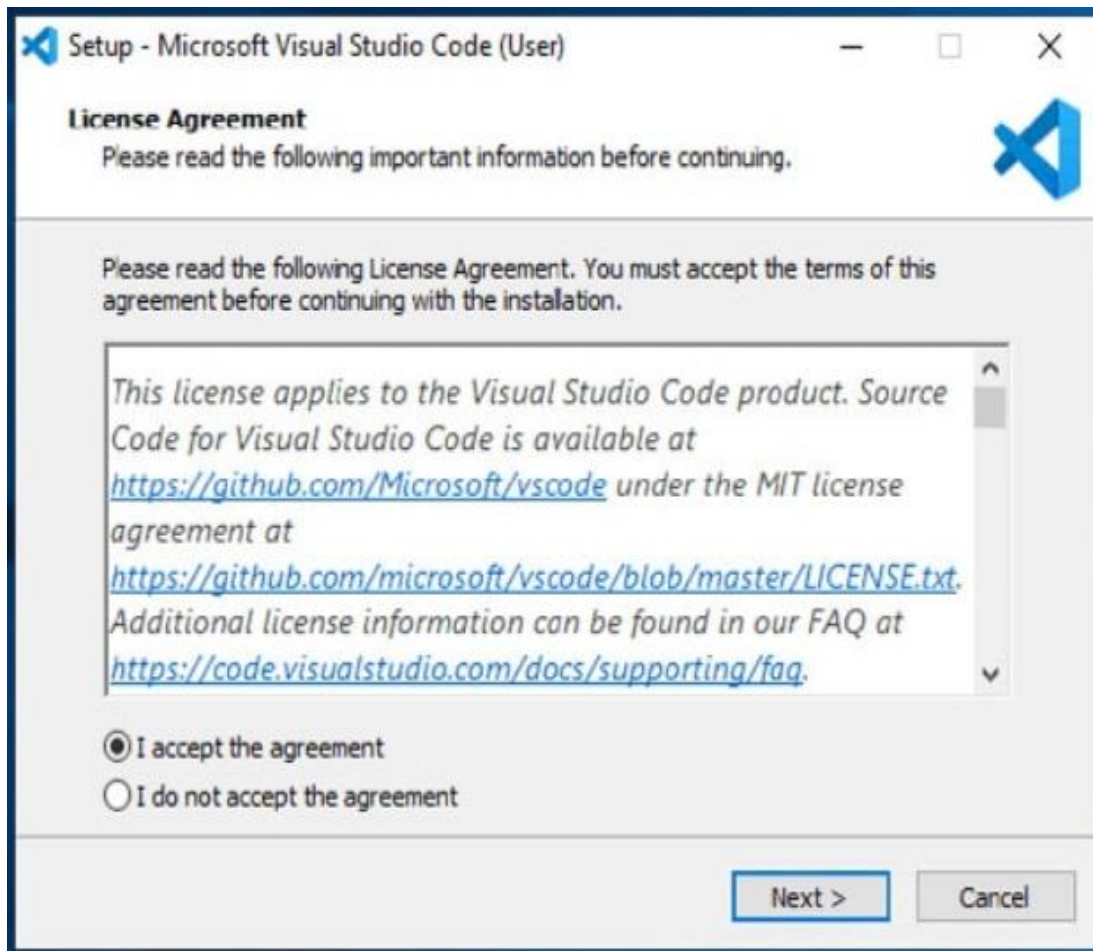 Setup - Microsoft Visual Studio Code (User)
License Agreement
Please read the following important information before continuing.
Please read the following License Agreement. You must accept the terms of this
agreement before continuing with the installation.
This license applies to the Visual Studio Code product. Source
Code for Visual Studio Code is available at
https://github.com/Microsoft/vscode under the MIT license
agreement at
https://github.com/microsoft/vscode/blob/master/LICENSE.txt.
Additional license information can be found in our FAQ at
https://code.visualstudio.com/docs/supporting/faq.
I accept the agreement
I do not accept the agreement
Next > Cancel